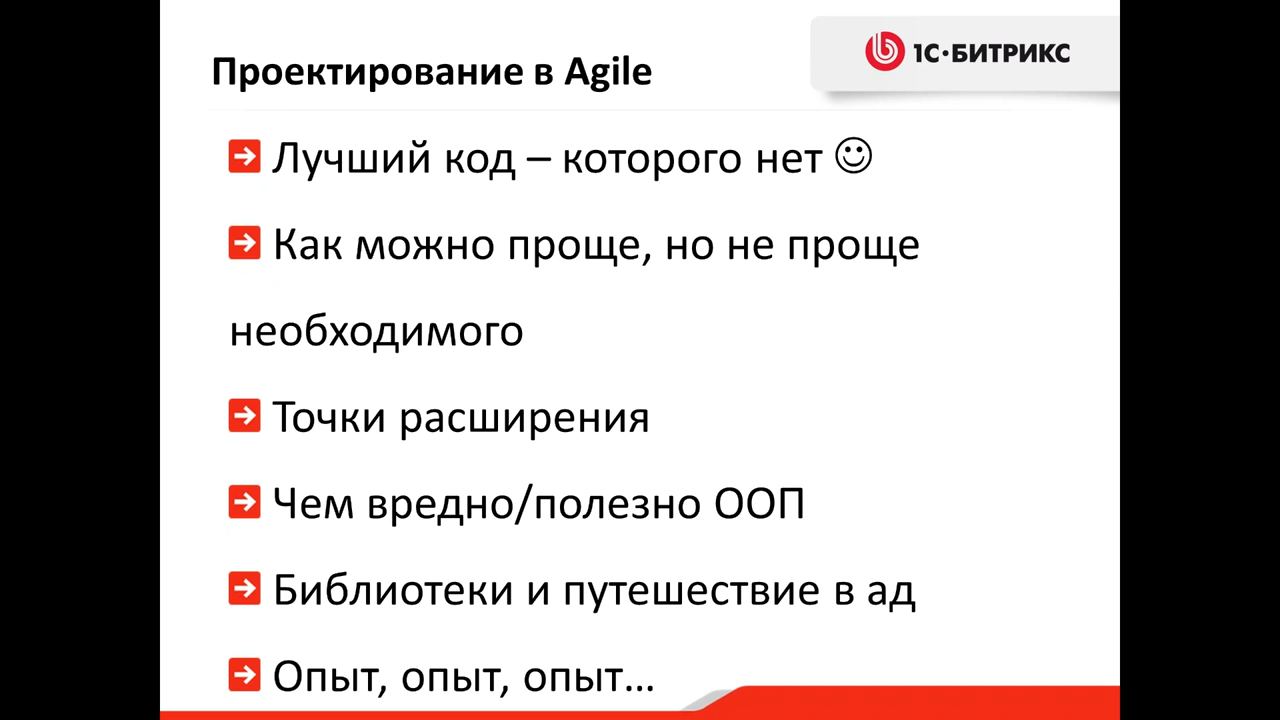 1С·БИТРИКС
Проектирование в Agile
Лучший код – которого нет ☺
Как можно проще, но не проще
необходимого
Точки расширения
Чем вредно/полезно ООП
Библиотеки и путешествие в ад
Опыт, опыт, опыт...